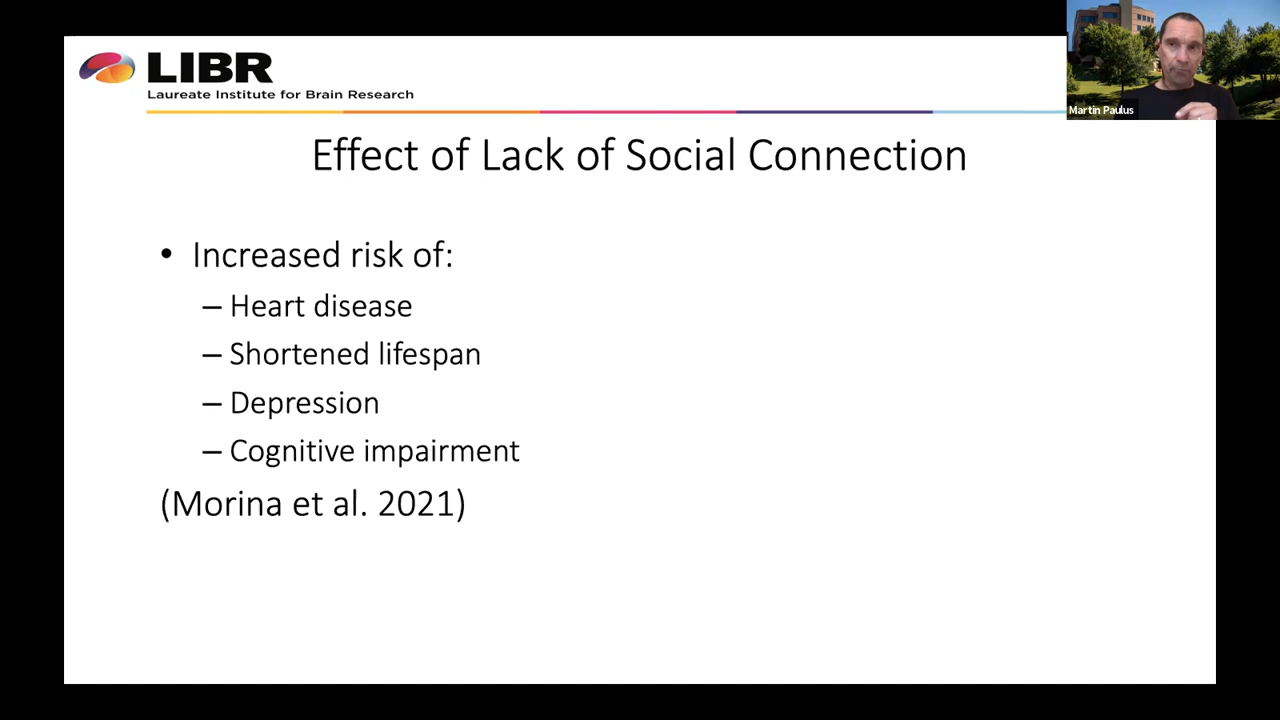 LIBR
Laureate Institute for Brain Research
Martin Paulus
Effect of Lack of Social Connection
• Increased risk of:
– Heart disease
– Shortened lifespan
– Depression
– Cognitive impairment
(Morina et al. 2021)